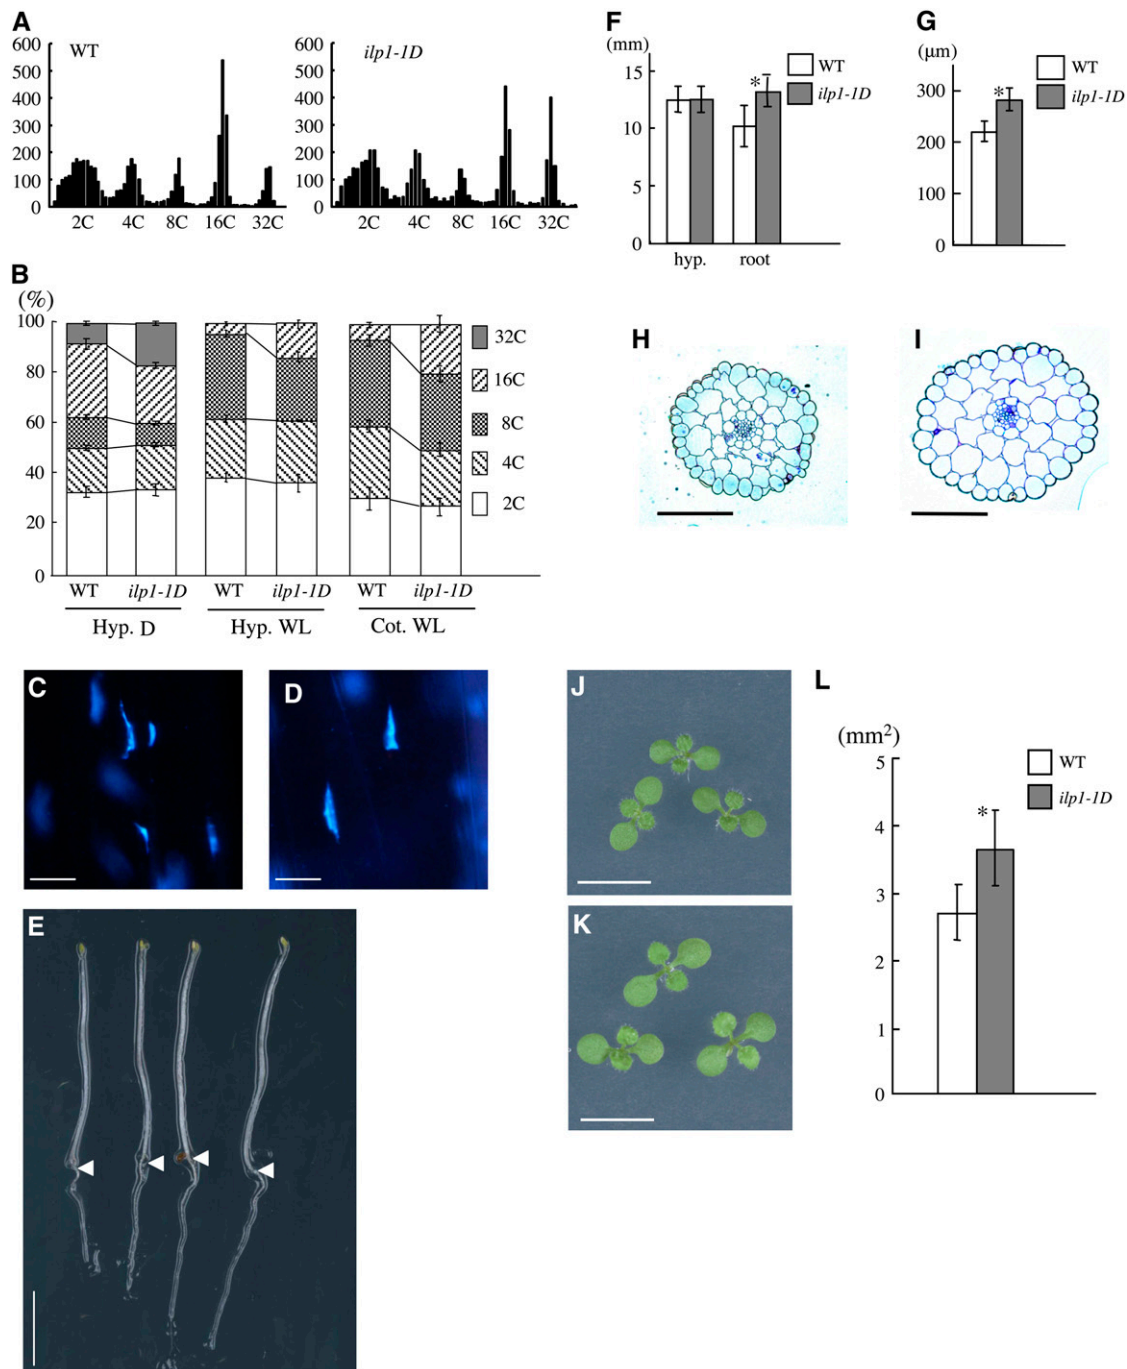 A
WT
600
500
400
300
200
100
0
2C 4C 8C 16C 32C
ilp1-1D
600
500
400
300
200
100
0
2C 4C 8C 16C 32C
B
(%)
100
80
60
40
20
0
WT ilp1-1D WT ilp1-1D WT ilp1-1D
Hyp. D Hyp. WL Cot. WL
32C
16C
8C
4C
2C
C
D
E
F
(mm)
15
10
5
0
*
hyp. root
WT
ilp1-1D
G
(μm)
300
200
100
0
*
WT
ilp1-1D
H
I
J
K
L
(mm²)
5
4
3
2
1
0
*
WT
ilp1-1D